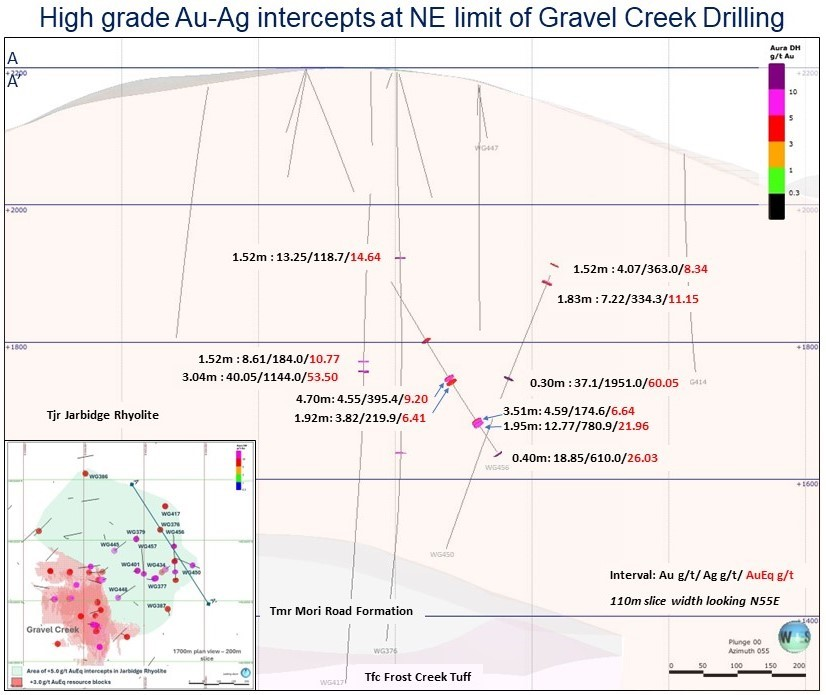 High grade Au-Ag intercepts at NE limit of Gravel Creek Drilling
A
A'
+2200
+2200
Aura DH
g/t Au
10
5
3
1
0.3
WG447
+2000
+2000
1.52m : 13.25/118.7/14.64
1.52m : 4.07/363.0/8.34
1.83m : 7.22/334.3/11.15
+1800
+1800
1.52m : 8.61/184.0/10.77
3.04m : 40.05/1144.0/53.50
0.30m : 37.1/1951.0/60.05
G414
4.70m: 4.55/395.4/9.20
1.92m : 3.82/219.9/6.41
3.51m: 4.59/174.6/6.64
1.95m: 12.77/780.9/21.96
Tjr Jarbidge Rhyolite
0.40m : 18.85/610.0/26.03
WG456
+1600
+1600
WG450
WG386
WG417
WG376
WG456
WG379
WG445
WG457
WG401
WG434
WG450
WG377
WG446
WG387
Gravel Creek
1700m plan view – 200m
slice
Area of +5.0 g/t AuEq intercepts in Jarbidge Rhyolite
+3.0 g/t AuEq resource blocks
Interval: Au g/t/ Ag g/t/ AuEq g/t
110m slice width looking N55E
Tmr Mori Road Formation
+1400
WG376
Plunge 00
Azimuth 055
0 50 100 150 200
Tfc Frost Creek Tuff
WG417